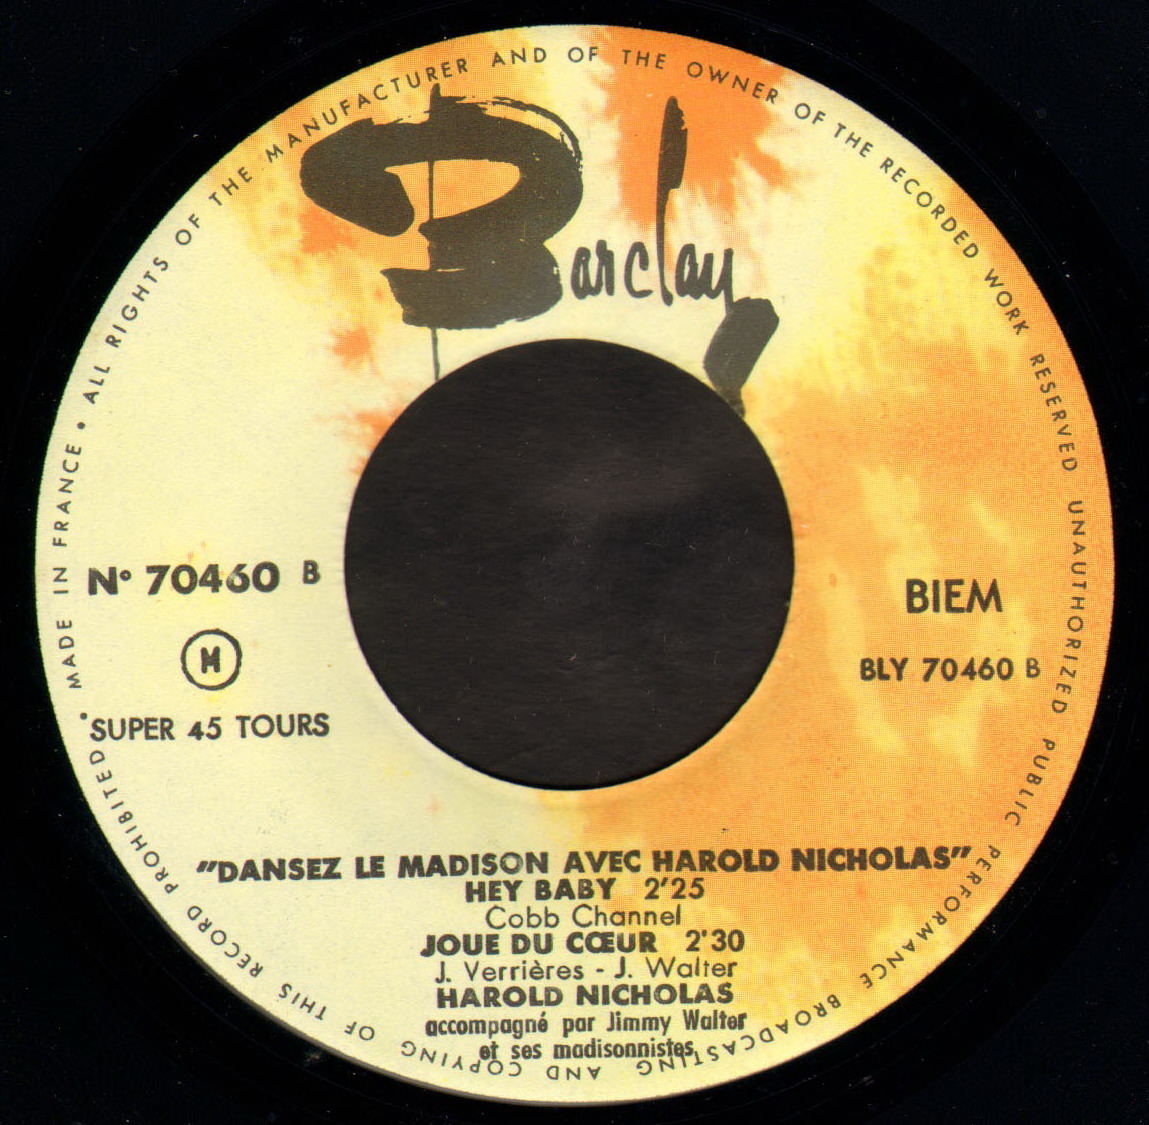 MADE IN FRANCE • ALL RIGHTS OF THE MANUFACTURER AND OF THE OWNER OF THE RECORDED WORK RESERVED UNAUTHORIZED PUBLIC PERFORMANCE BROADCASTING AND COPYING OF THIS RECORD PROHIBITED
Barclay
N° 70460 B
M
SUPER 45 TOURS
BIEM
BLY 70460 B
"DANSEZ LE MADISON AVEC HAROLD NICHOLAS"
HEY BABY 2'25
Cobb Channel
JOUE DU CŒUR 2'30
J. Verrières - J. Walter
HAROLD NICHOLAS
accompagné par Jimmy Walter
et ses madisonnistes